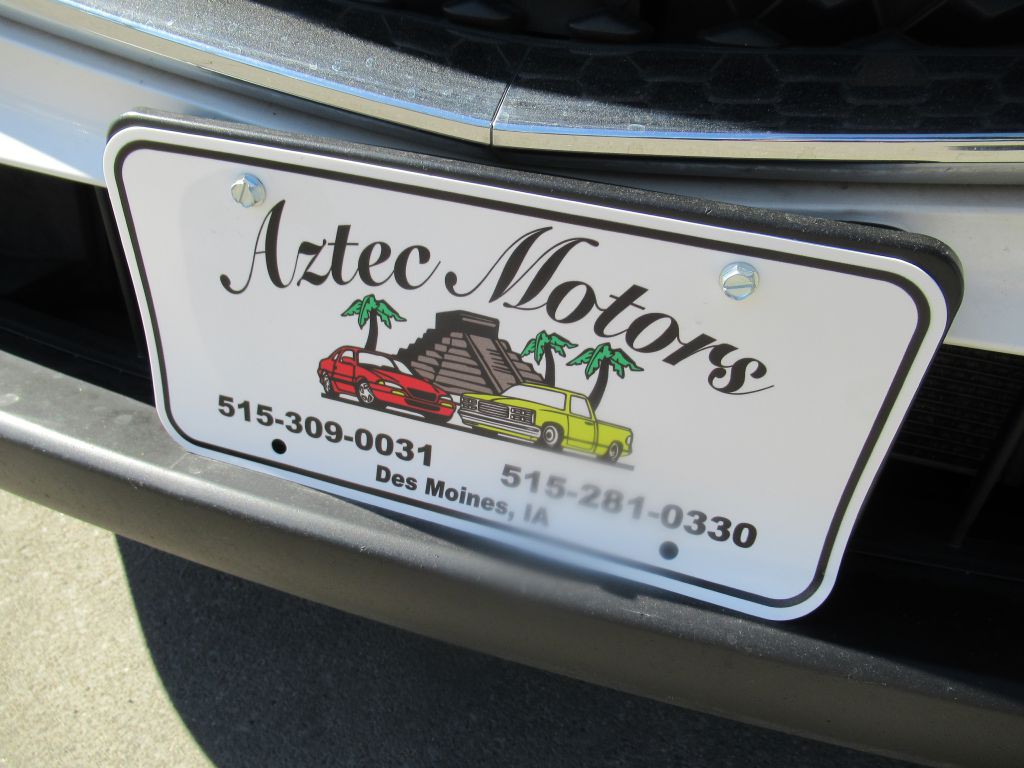 Aztec Motors
515-309-0031
515-281-0330
Des Moines, IA